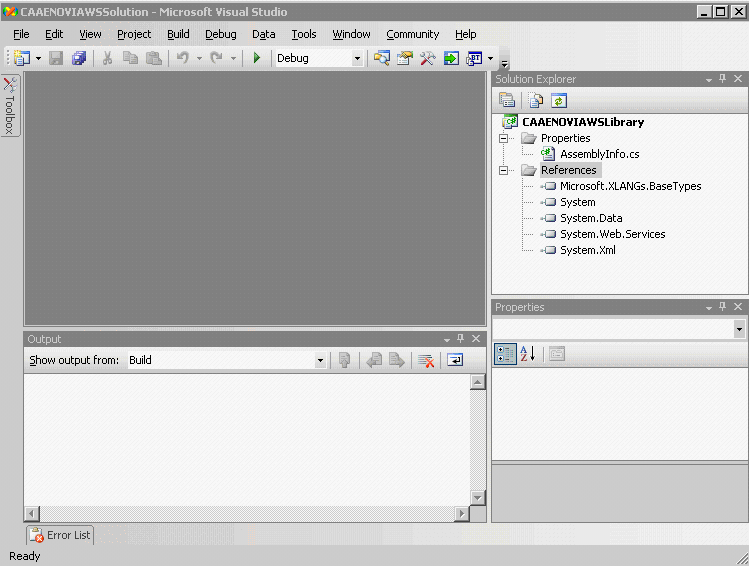 CAAENOVIAWSSolution - Microsoft Visual Studio
File Edit View Project Build Debug Data Tools Window Community Help
Debug
Toolbox
Solution Explorer
CAAENOVIAWSLibrary
Properties
AssemblyInfo.cs
References
Microsoft.XLANGs.BaseTypes
System
System.Data
System.Web.Services
System.Xml
Properties
Output
Show output from: Build
Error List
Ready